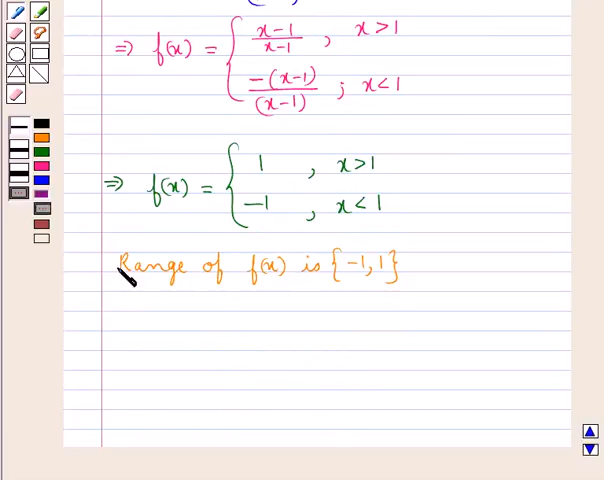 ⇒ f(x) = { (x-1)/(x-1) , x > 1
-(x-1)/(x-1) ; x < 1
⇒ f(x) = { 1 , x > 1
-1 , x < 1
Range of f(x) is {-1, 1}